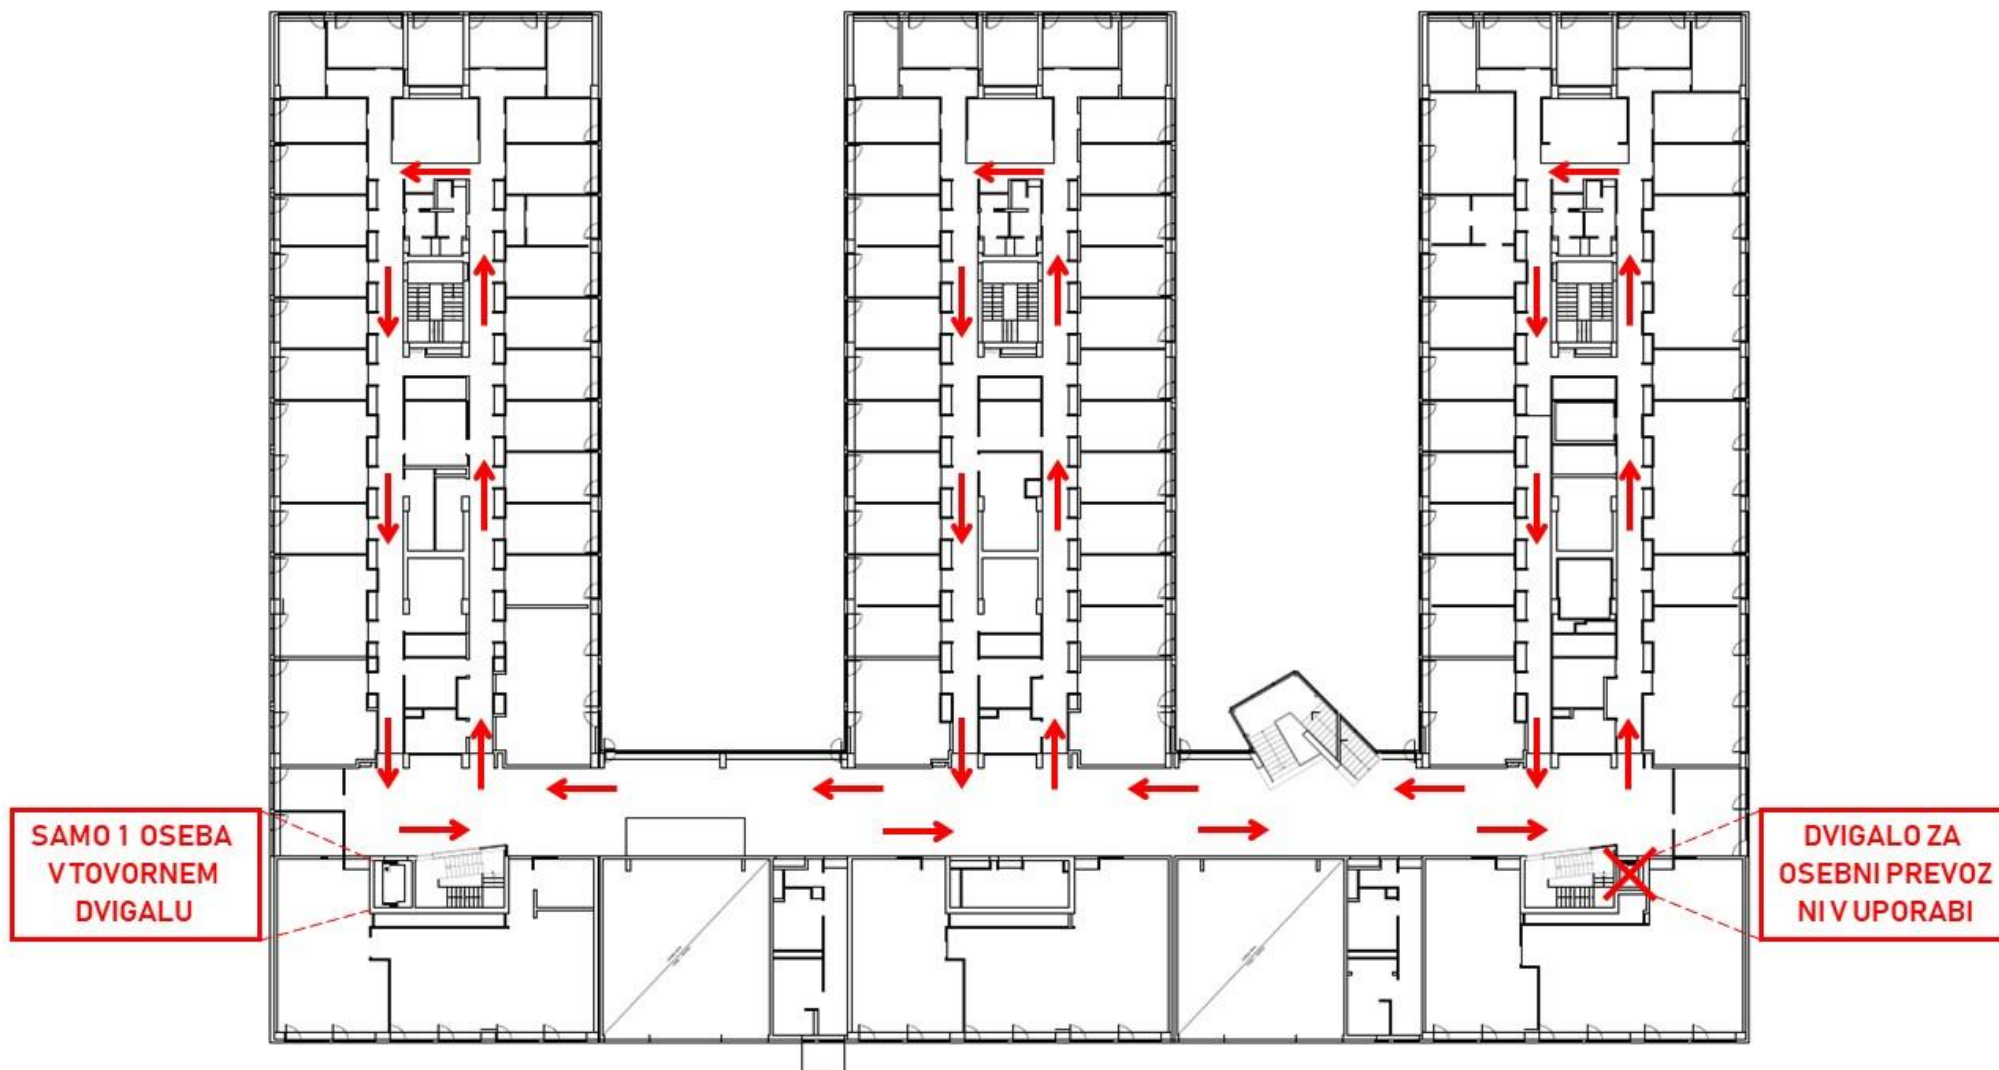 SAMO 1 OSEBA
V TOVORNEM
DVIGALU
DVIGALO ZA
OSEBNI PREVOZ
NI V UPORABI